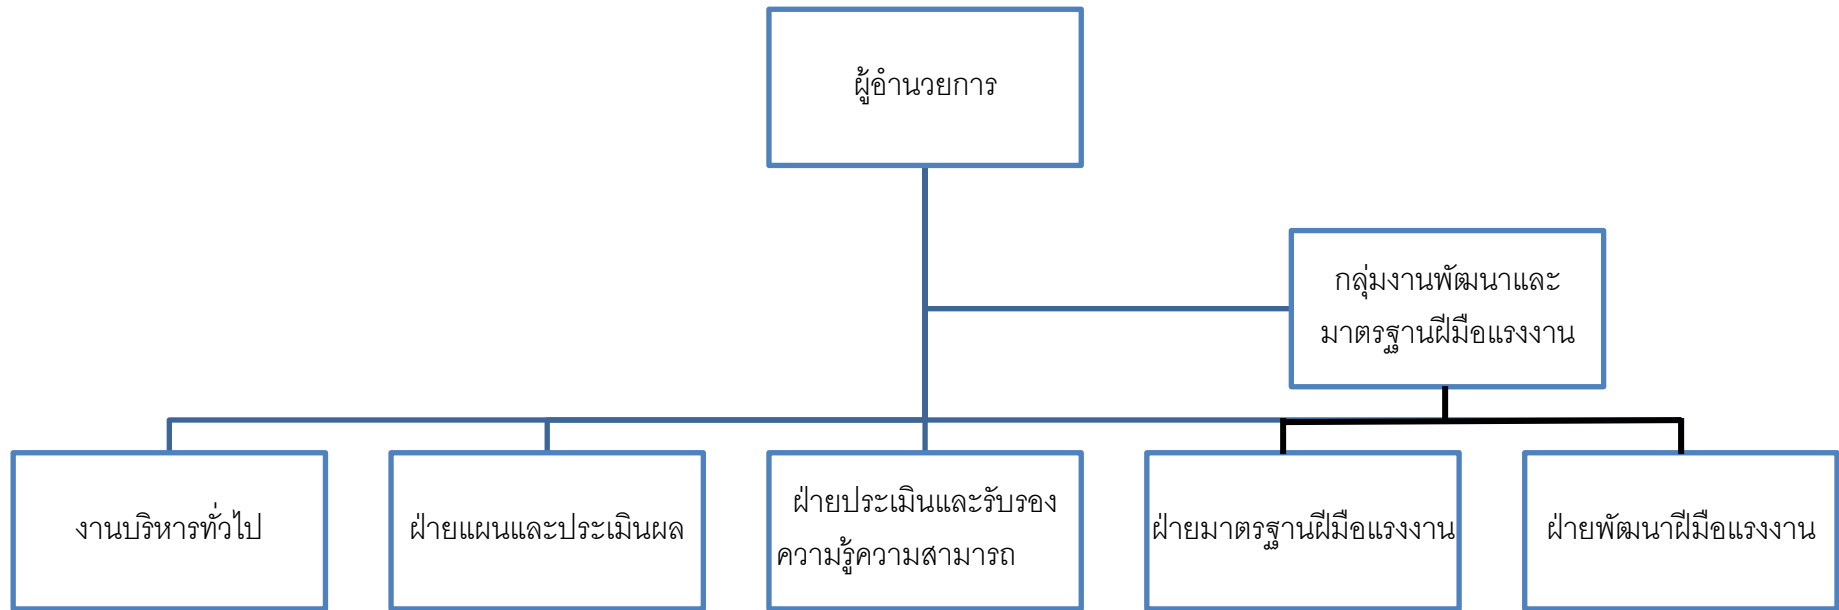 ผู้อำนวยการ
กลุ่มงานพัฒนาและ
มาตรฐานฝีมือแรงงาน
งานบริหารทั่วไป
ฝ่ายแผนและประเมินผล
ฝ่ายประเมินและรับรอง
ความรู้ความสามารถ
ฝ่ายมาตรฐานฝีมือแรงงาน
ฝ่ายพัฒนาฝีมือแรงงาน